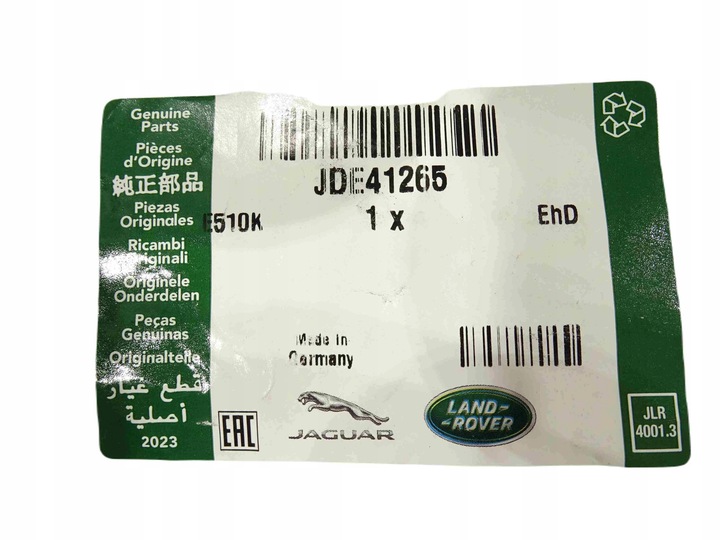 Genuine
Parts
Pièces
d'Origine
純正部品
Piezas
Originales
Ricambi
Originali
Originele
Onderdelen
Peças
Genuínas
Originalteile
قطع غيار
أصلية
2023
JDE41265
E510K
1 x
EhD
Made In
Germany
EAC
JAGUAR
LAND-
-ROVER
JLR
4001.3